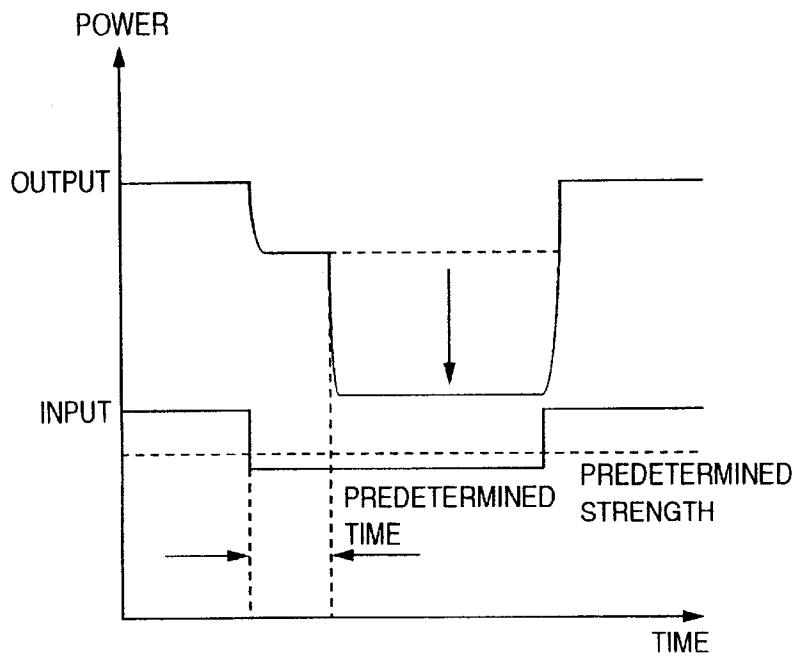 POWER
OUTPUT
INPUT
PREDETERMINED
TIME
PREDETERMINED
STRENGTH
TIME